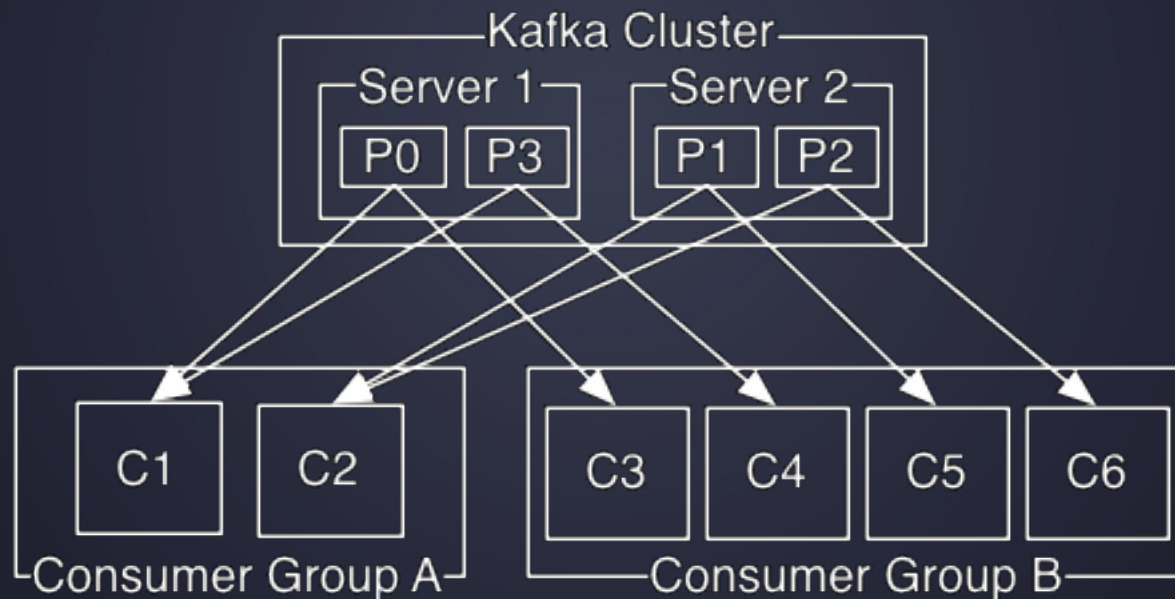 Kafka Cluster
Server 1 Server 2
P0 P3 P1 P2
C1 C2 C3 C4 C5 C6
Consumer Group A Consumer Group B